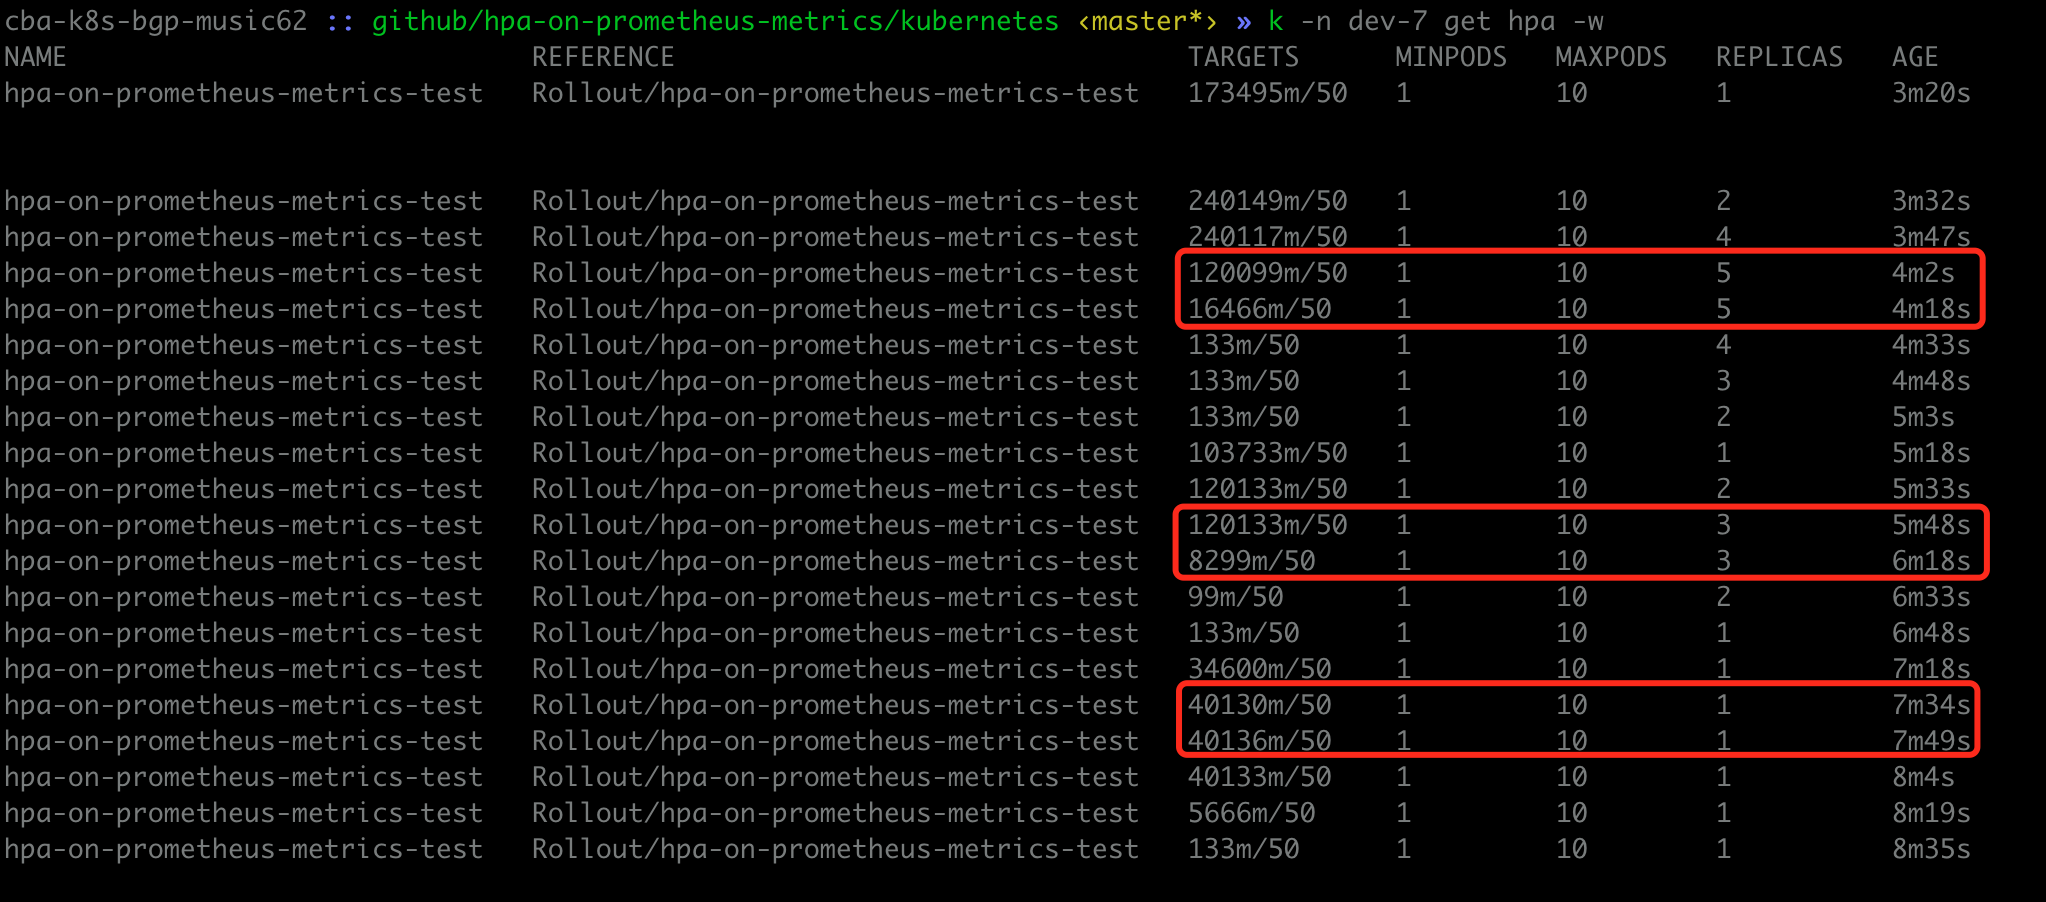 cba-k8s-bgp-music62 :: github/hpa-on-prometheus-metrics/kubernetes ‹master*› » k -n dev-7 get hpa -w
NAME REFERENCE TARGETS MINPODS MAXPODS REPLICAS AGE
hpa-on-prometheus-metrics-test Rollout/hpa-on-prometheus-metrics-test 173495m/50 1 10 1 3m20s
hpa-on-prometheus-metrics-test Rollout/hpa-on-prometheus-metrics-test 240149m/50 1 10 2 3m32s
hpa-on-prometheus-metrics-test Rollout/hpa-on-prometheus-metrics-test 240117m/50 1 10 4 3m47s
hpa-on-prometheus-metrics-test Rollout/hpa-on-prometheus-metrics-test 120099m/50 1 10 5 4m2s
hpa-on-prometheus-metrics-test Rollout/hpa-on-prometheus-metrics-test 16466m/50 1 10 5 4m18s
hpa-on-prometheus-metrics-test Rollout/hpa-on-prometheus-metrics-test 133m/50 1 10 4 4m33s
hpa-on-prometheus-metrics-test Rollout/hpa-on-prometheus-metrics-test 133m/50 1 10 3 4m48s
hpa-on-prometheus-metrics-test Rollout/hpa-on-prometheus-metrics-test 133m/50 1 10 2 5m3s
hpa-on-prometheus-metrics-test Rollout/hpa-on-prometheus-metrics-test 103733m/50 1 10 1 5m18s
hpa-on-prometheus-metrics-test Rollout/hpa-on-prometheus-metrics-test 120133m/50 1 10 2 5m33s
hpa-on-prometheus-metrics-test Rollout/hpa-on-prometheus-metrics-test 120133m/50 1 10 3 5m48s
hpa-on-prometheus-metrics-test Rollout/hpa-on-prometheus-metrics-test 8299m/50 1 10 3 6m18s
hpa-on-prometheus-metrics-test Rollout/hpa-on-prometheus-metrics-test 99m/50 1 10 2 6m33s
hpa-on-prometheus-metrics-test Rollout/hpa-on-prometheus-metrics-test 133m/50 1 10 1 6m48s
hpa-on-prometheus-metrics-test Rollout/hpa-on-prometheus-metrics-test 34600m/50 1 10 1 7m18s
hpa-on-prometheus-metrics-test Rollout/hpa-on-prometheus-metrics-test 40130m/50 1 10 1 7m34s
hpa-on-prometheus-metrics-test Rollout/hpa-on-prometheus-metrics-test 40136m/50 1 10 1 7m49s
hpa-on-prometheus-metrics-test Rollout/hpa-on-prometheus-metrics-test 40133m/50 1 10 1 8m4s
hpa-on-prometheus-metrics-test Rollout/hpa-on-prometheus-metrics-test 5666m/50 1 10 1 8m19s
hpa-on-prometheus-metrics-test Rollout/hpa-on-prometheus-metrics-test 133m/50 1 10 1 8m35s